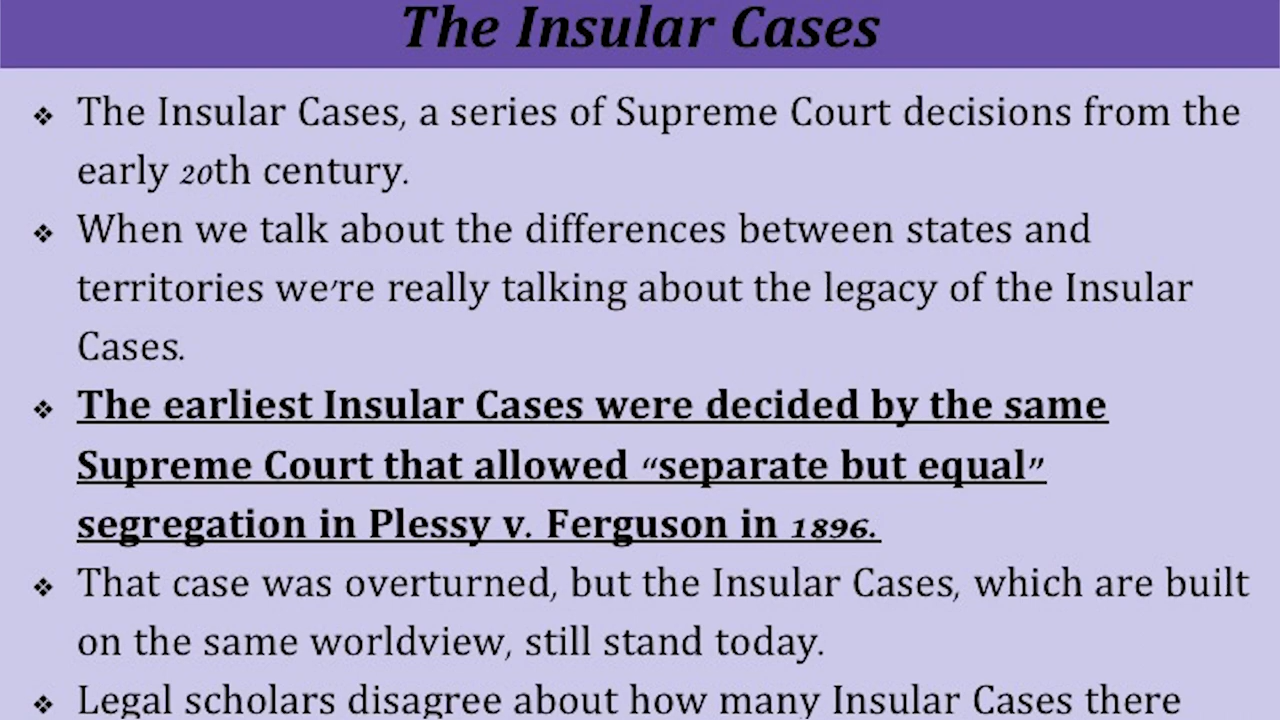 The Insular Cases
❖ The Insular Cases, a series of Supreme Court decisions from the
early 20th century.
❖ When we talk about the differences between states and
territories we’re really talking about the legacy of the Insular
Cases.
❖ The earliest Insular Cases were decided by the same
Supreme Court that allowed “separate but equal”
segregation in Plessy v. Ferguson in 1896.
❖ That case was overturned, but the Insular Cases, which are built
on the same worldview, still stand today.
❖ Legal scholars disagree about how many Insular Cases there